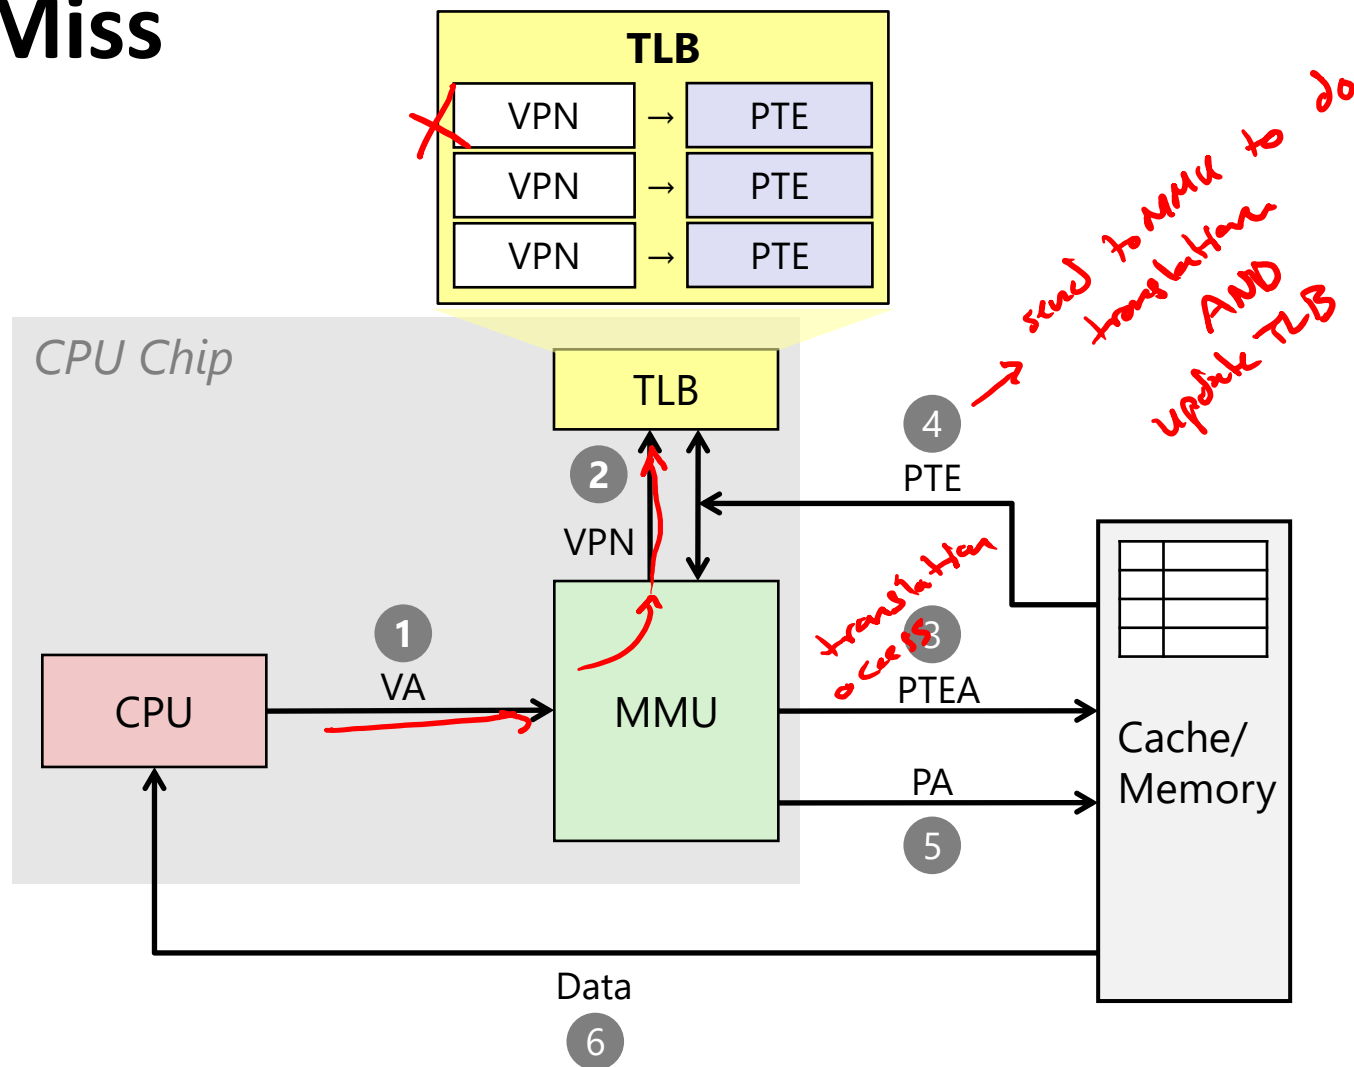 Miss
TLB
VPN → PTE
VPN → PTE
VPN → PTE
send to MMU to do
translation
AND
update TLB
CPU Chip
TLB
4
PTE
2
VPN
translation
access
3
PTEA
1
VA
CPU
MMU
Cache/
Memory
PA
5
Data
6